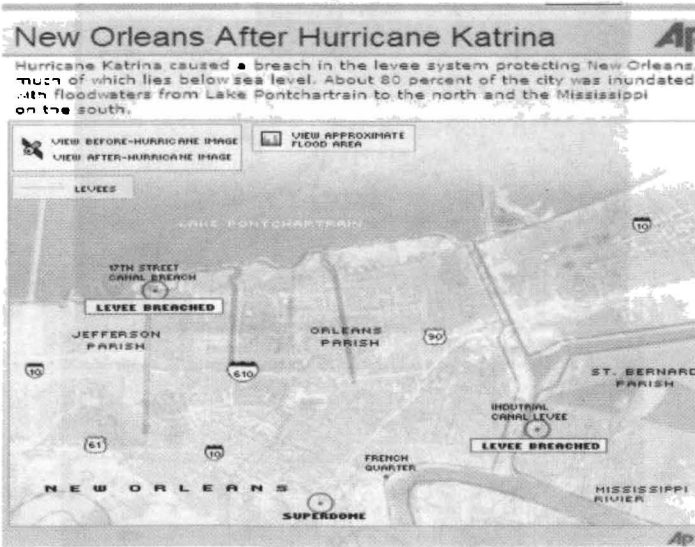 New Orleans After Hurricane Katrina
AP
Hurricane Katrina caused a breach in the levee system protecting New Orleans,
much of which lies below sea level. About 80 percent of the city was inundated
with floodwaters from Lake Pontchartrain to the north and the Mississippi
on the south.
VIEW BEFORE-HURRICANE IMAGE
VIEW AFTER-HURRICANE IMAGE
VIEW APPROXIMATE
FLOOD AREA
LEVEES
LAKE PONTCHARTRAIN
10
17TH STREET
CANAL BREACH
LEVEE BREACHED
JEFFERSON
PARISH
ORLEANS
PARISH
90
10
610
ST. BERNARD
PARISH
INDUTRIAL
CANAL LEVEE
LEVEE BREACHED
61
10
FRENCH
QUARTER
NEW ORLEANS
MISSISSIPPI
RIVIER
SUPERDOME
AP